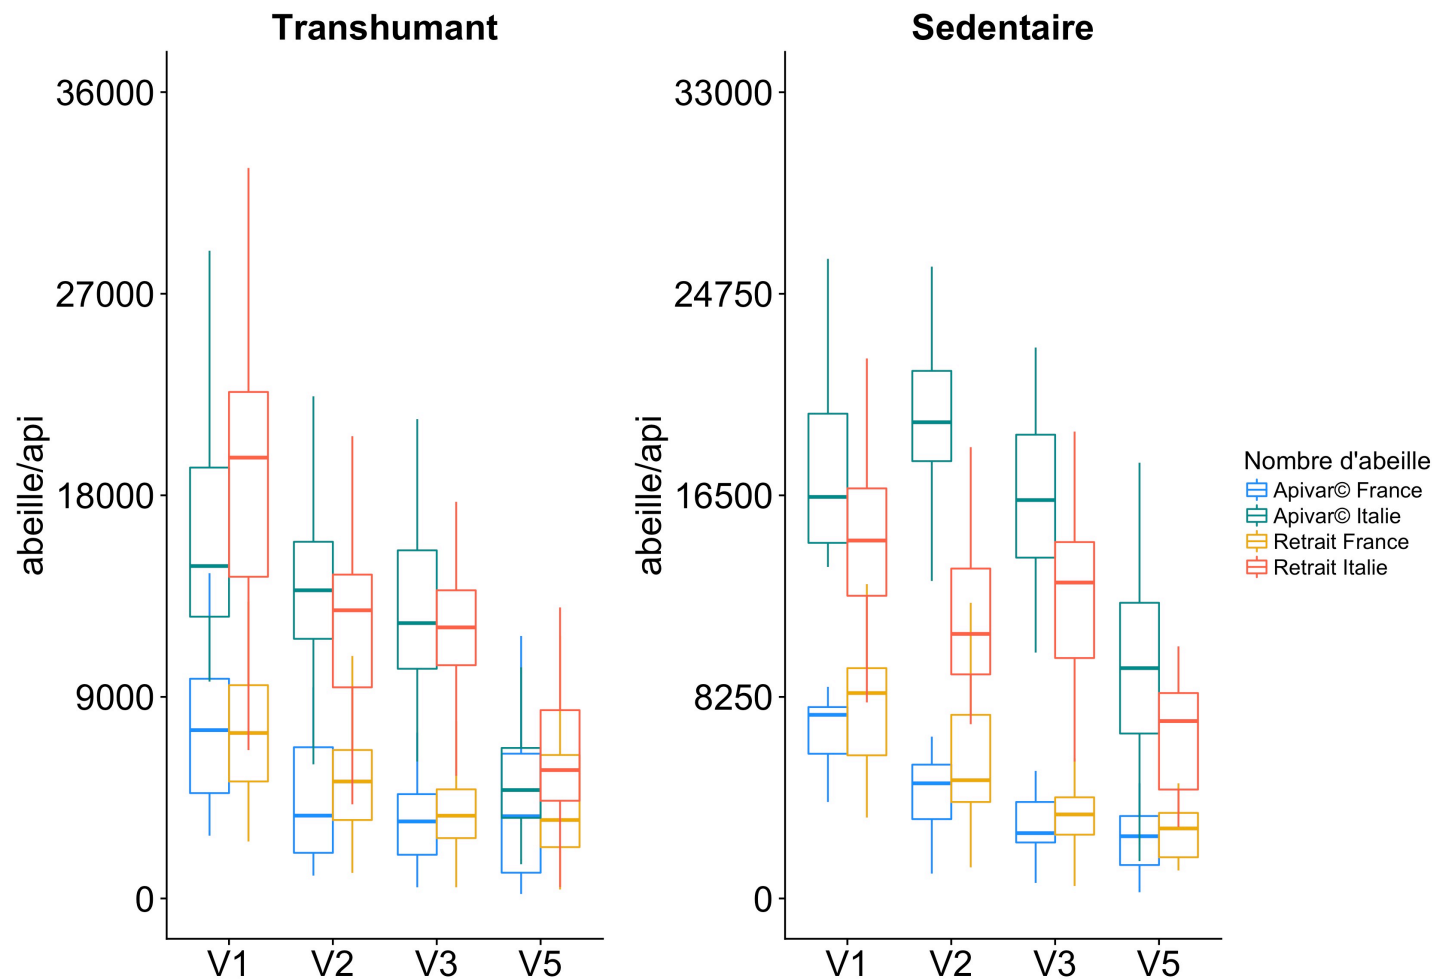 Transhumant
36000
27000
18000
9000
0
abeille/api
V1 V2 V3 V5
Sedentaire
33000
24750
16500
8250
0
abeille/api
V1 V2 V3 V5
Nombre d'abeille
Apivar© France
Apivar© Italie
Retrait France
Retrait Italie